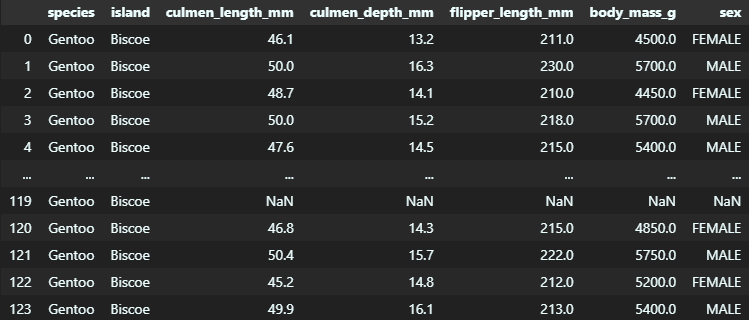 species island culmen_length_mm culmen_depth_mm flipper_length_mm body_mass_g sex
0 Gentoo Biscoe 46.1 13.2 211.0 4500.0 FEMALE
1 Gentoo Biscoe 50.0 16.3 230.0 5700.0 MALE
2 Gentoo Biscoe 48.7 14.1 210.0 4450.0 FEMALE
3 Gentoo Biscoe 50.0 15.2 218.0 5700.0 MALE
4 Gentoo Biscoe 47.6 14.5 215.0 5400.0 MALE
... ... ... ... ... ... ... ...
119 Gentoo Biscoe NaN NaN NaN NaN NaN
120 Gentoo Biscoe 46.8 14.3 215.0 4850.0 FEMALE
121 Gentoo Biscoe 50.4 15.7 222.0 5750.0 MALE
122 Gentoo Biscoe 45.2 14.8 212.0 5200.0 FEMALE
123 Gentoo Biscoe 49.9 16.1 213.0 5400.0 MALE